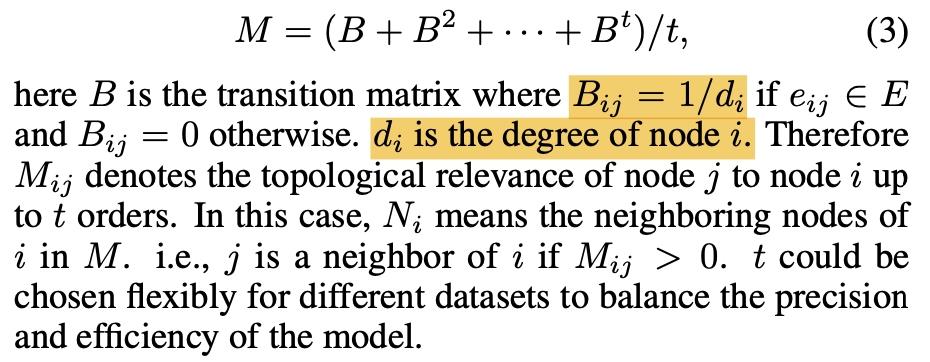 M = (B + B² + ··· + Bᵗ)/t, (3)
here B is the transition matrix where B_ij = 1/d_i if e_ij ∈ E
and B_ij = 0 otherwise. d_i is the degree of node i. Therefore
M_ij denotes the topological relevance of node j to node i up
to t orders. In this case, N_i means the neighboring nodes of
i in M. i.e., j is a neighbor of i if M_ij > 0. t could be
chosen flexibly for different datasets to balance the precision
and efficiency of the model.